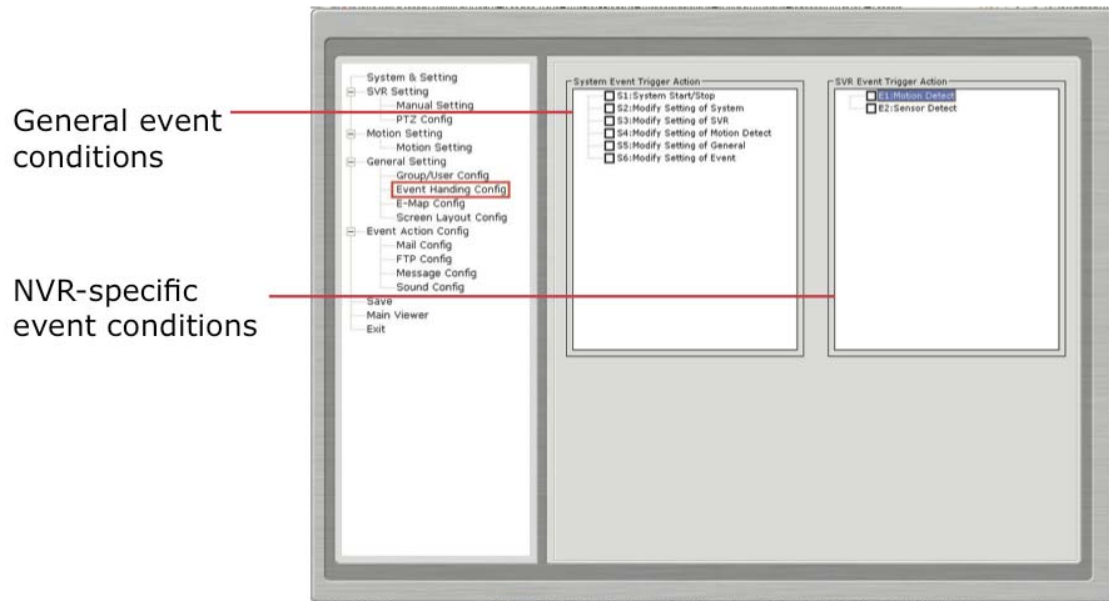 General event
conditions
NVR-specific
event conditions
System & Setting
SVR Setting
Manual Setting
PTZ Config
Motion Setting
Motion Setting
General Setting
Group/User Config
Event Handing Config
E-Map Config
Screen Layout Config
Event Action Config
Mail Config
FTP Config
Message Config
Sound Config
Save
Main Viewer
Exit
System Event Trigger Action
S1:System Start/Stop
S2:Modify Setting of System
S3:Modify Setting of SVR
S4:Modify Setting of Motion Detect
S5:Modify Setting of General
S6:Modify Setting of Event
SVR Event Trigger Action
E1:Motion Detect
E2:Sensor Detect